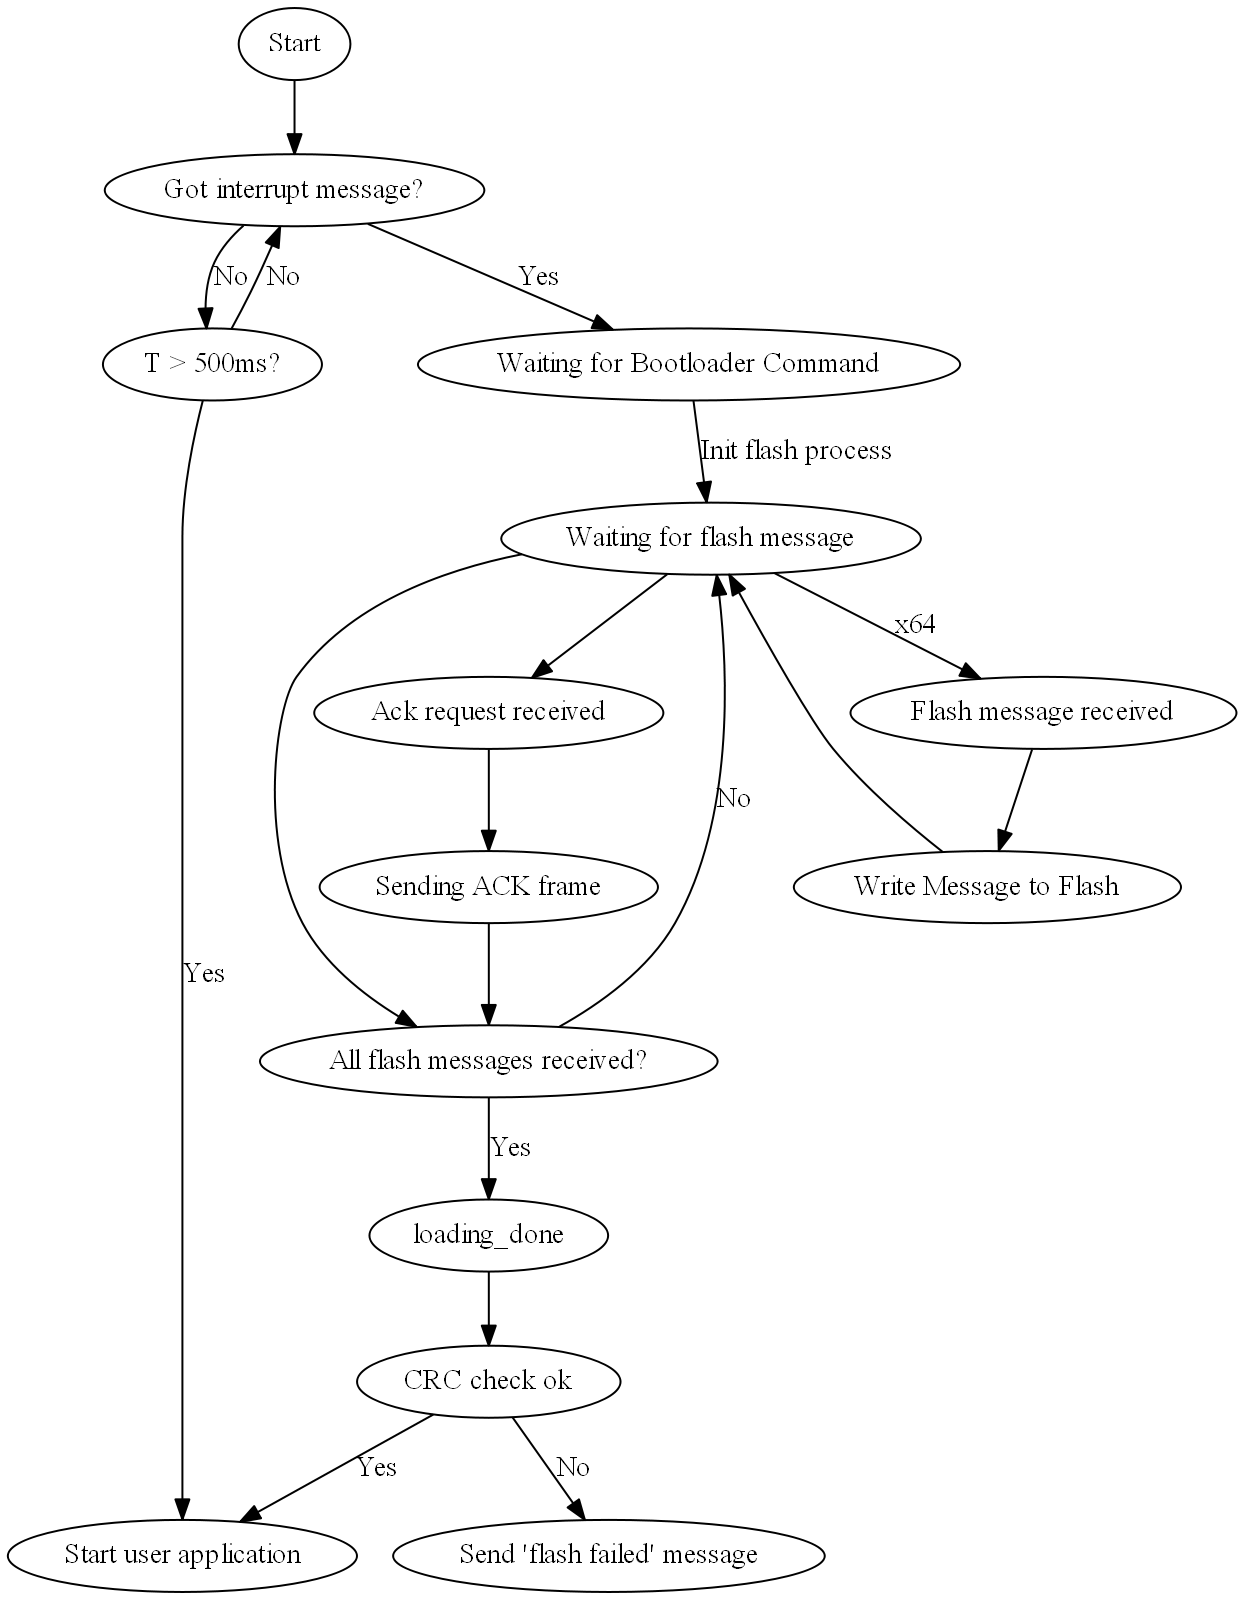 Start
Got interrupt message?
No
No
Yes
T > 500ms?
Waiting for Bootloader Command
Init flash process
Waiting for flash message
x64
Ack request received
Flash message received
No
Sending ACK frame
Write Message to Flash
Yes
All flash messages received?
Yes
loading_done
CRC check ok
Yes
No
Start user application
Send 'flash failed' message